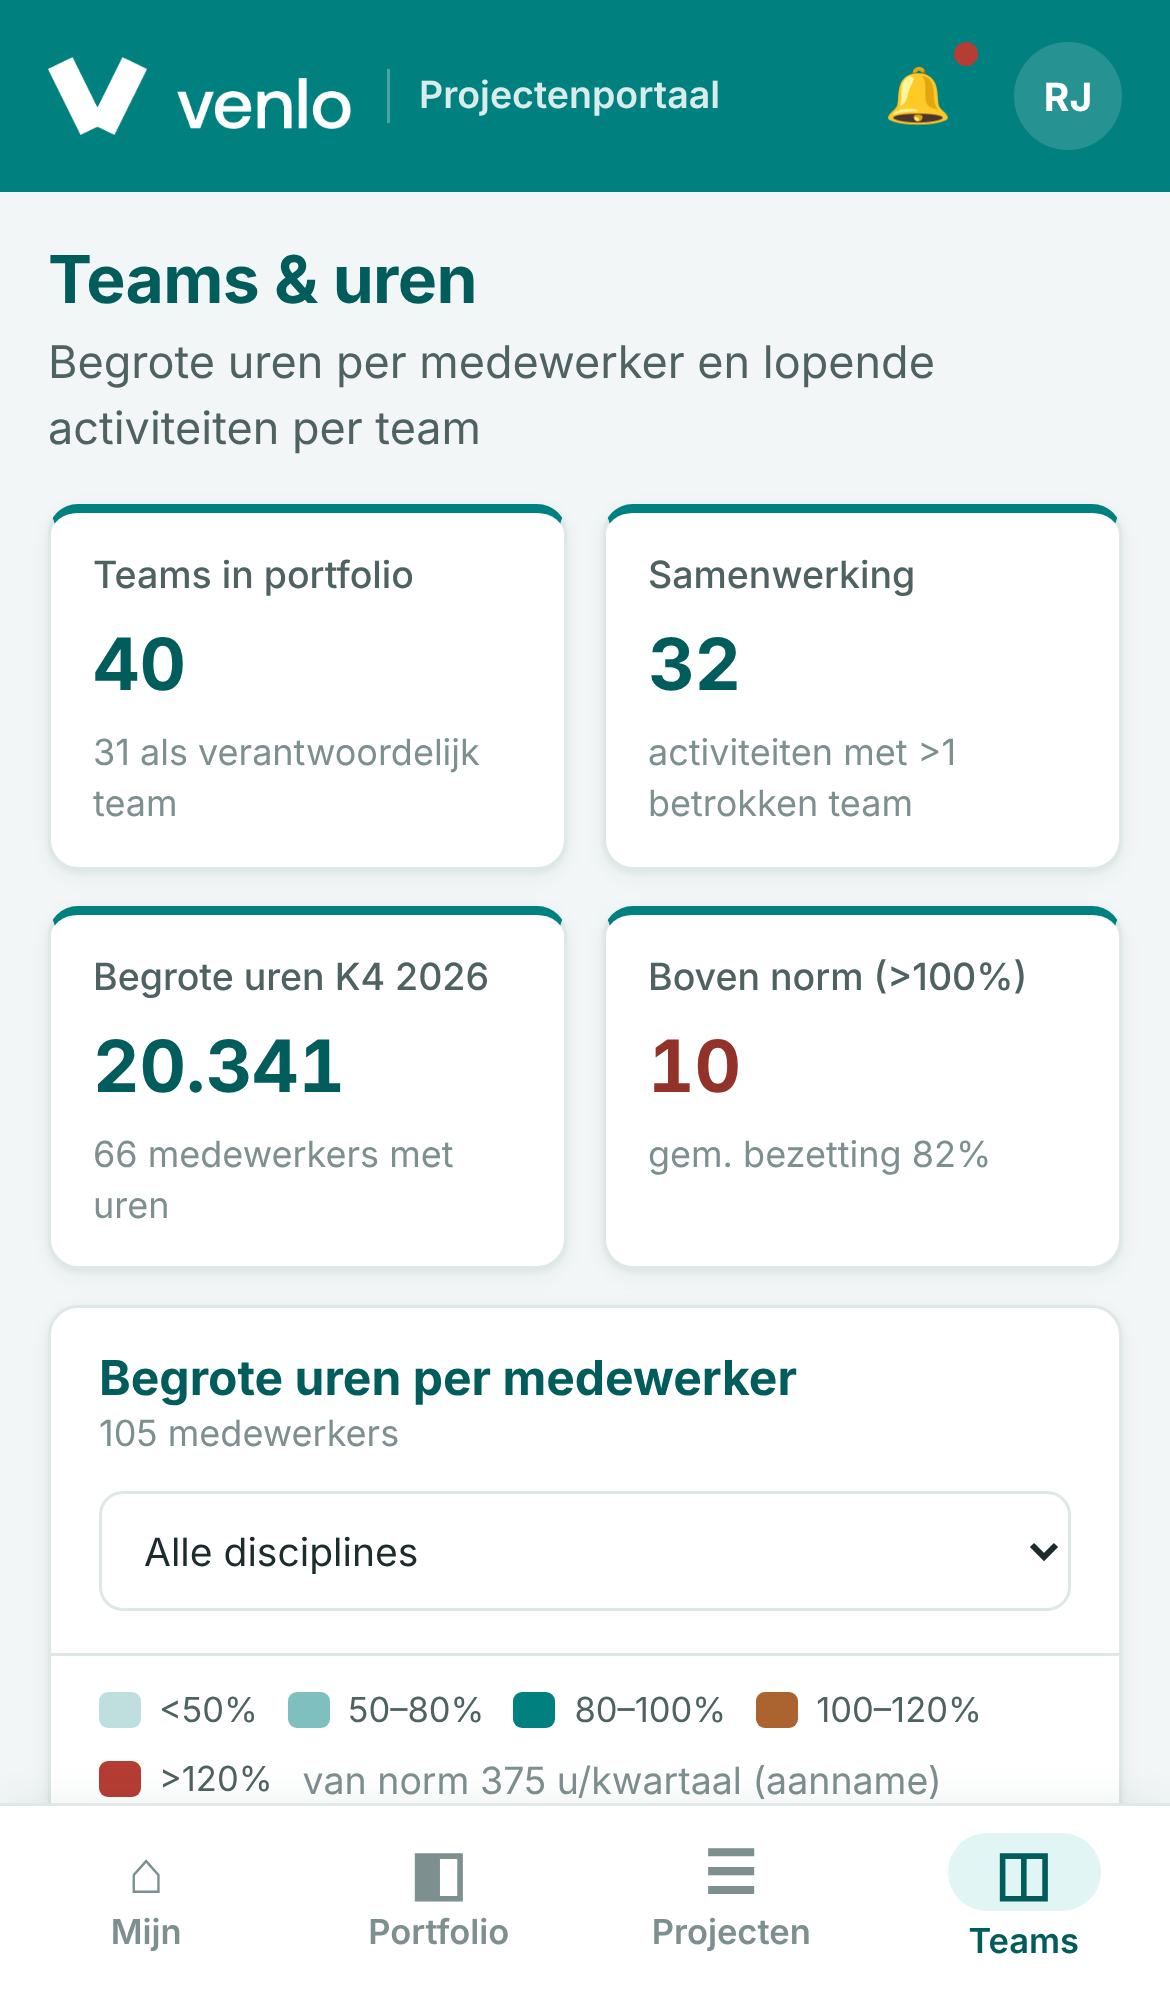 venlo
Projectenportaal
RJ
Teams & uren
Begrote uren per medewerker en lopende
activiteiten per team
Teams in portfolio
40
31 als verantwoordelijk
team
Samenwerking
32
activiteiten met >1
betrokken team
Begrote uren K4 2026
20.341
66 medewerkers met
uren
Boven norm (>100%)
10
gem. bezetting 82%
Begrote uren per medewerker
105 medewerkers
Alle disciplines
<50%
50–80%
80–100%
100–120%
>120%
van norm 375 u/kwartaal (aanname)
Mijn
Portfolio
Projecten
Teams